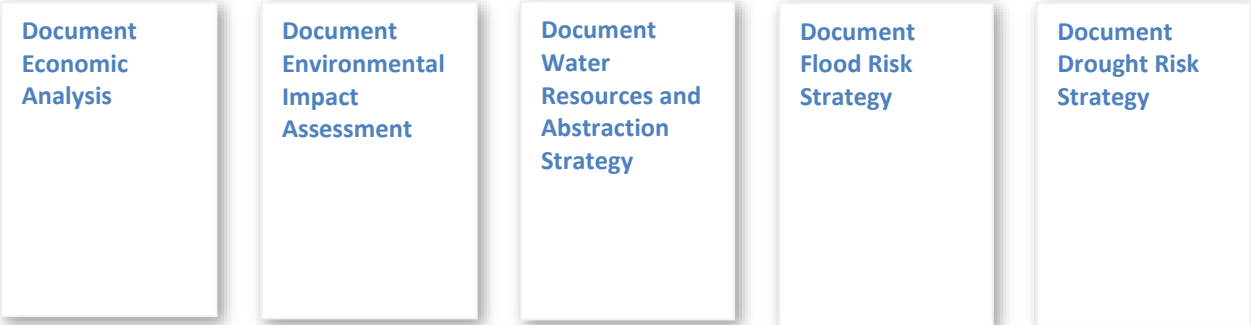 Document
Economic
Analysis
Document
Environmental
Impact
Assessment
Document
Water
Resources and
Abstraction
Strategy
Document
Flood Risk
Strategy
Document
Drought Risk
Strategy